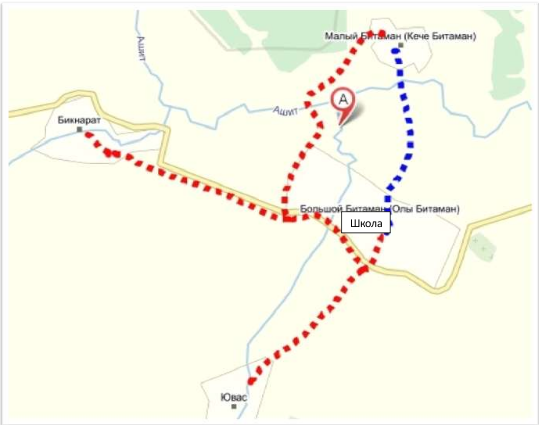 Малый Битаман (Кече Битаман)
Ашит
А
Ашит
Бикнарат
Большой Битаман (Олы Битаман)
Школа
Ювас